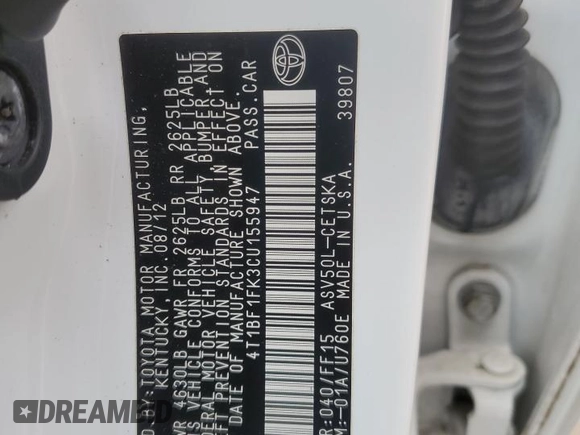 BY:TOYOTA MOTOR MANUFACTURING,
KENTUCKY, INC. 08/12
GVWR 4630LB GAWR FR 2625LB RR 2625LB
THIS VEHICLE CONFORMS TO ALL APPLICABLE
FEDERAL MOTOR VEHICLE SAFETY, BUMPER, AND
THEFT PREVENTION STANDARDS IN EFFECT ON
THE DATE OF MANUFACTURE SHOWN ABOVE.
4T1BF1FK3CU155947 PASS. CAR
R:040/FF15 ASV50L-CETSKA
M:-01A/U760E MADE IN U.S.A. 39807
© DREAMBID